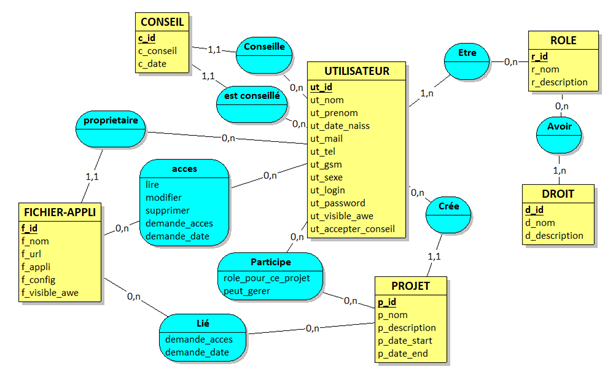 CONSEIL
c_id
c_conseil
c_date
1,1
Conseille
0,n
1,1
est conseillé
0,n
UTILISATEUR
ut_id
ut_nom
ut_prenom
ut_date_naiss
ut_mail
ut_tel
ut_gsm
ut_sexe
ut_login
ut_password
ut_visible_awe
ut_accepter_conseil
Etre
1,n
0,n
ROLE
r_id
r_nom
r_description
0,n
Avoir
1,n
DROIT
d_id
d_nom
d_description
proprietaire
0,n
1,1
acces
lire
modifier
supprimer
demande_acces
demande_date
0,n
0,n
FICHIER-APPLI
f_id
f_nom
f_url
f_appli
f_config
f_visible_awe
0,n
Crée
1,1
0,n
Participe
role_pour_ce_projet
peut_gerer
0,n
PROJET
p_id
p_nom
p_description
p_date_start
p_date_end
0,n
Lié
demande_acces
demande_date
0,n